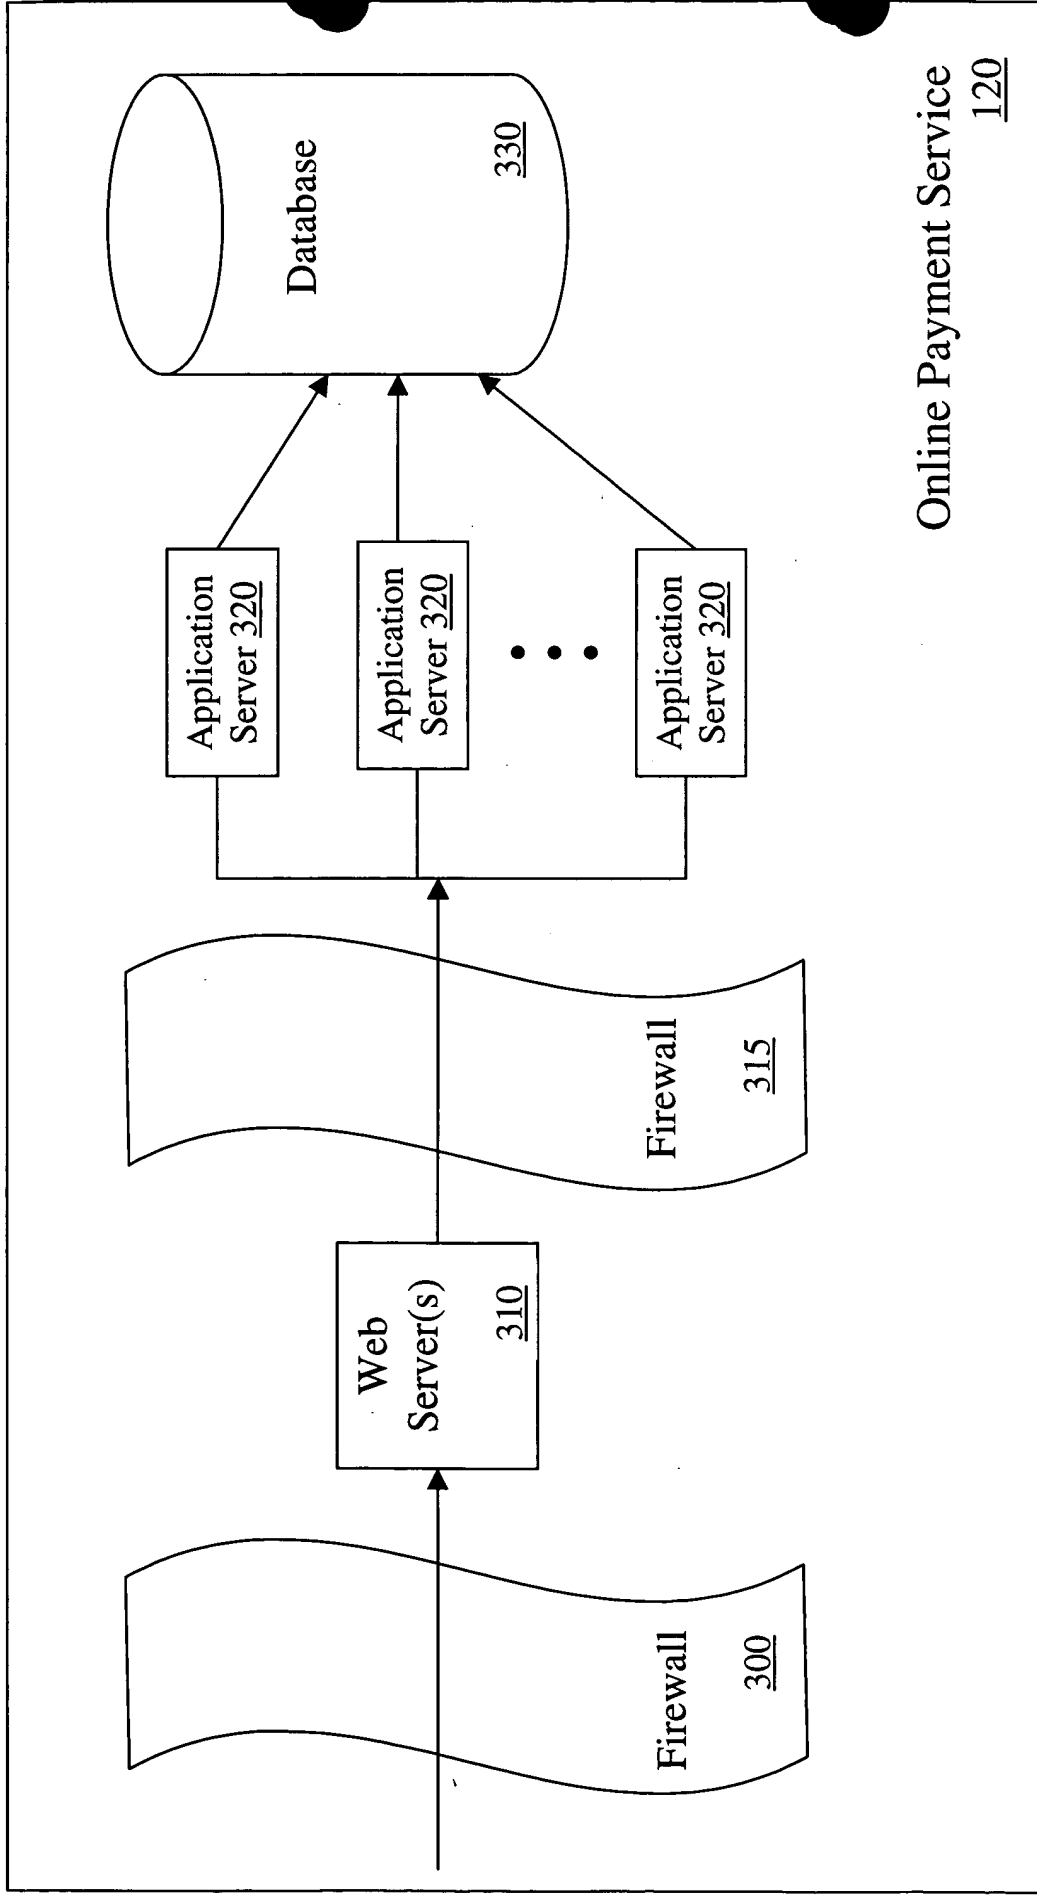 Firewall
300
Web
Server(s)
310
Firewall
315
Application
Server 320
Application
Server 320
Application
Server 320
Database
330
Online Payment Service
120